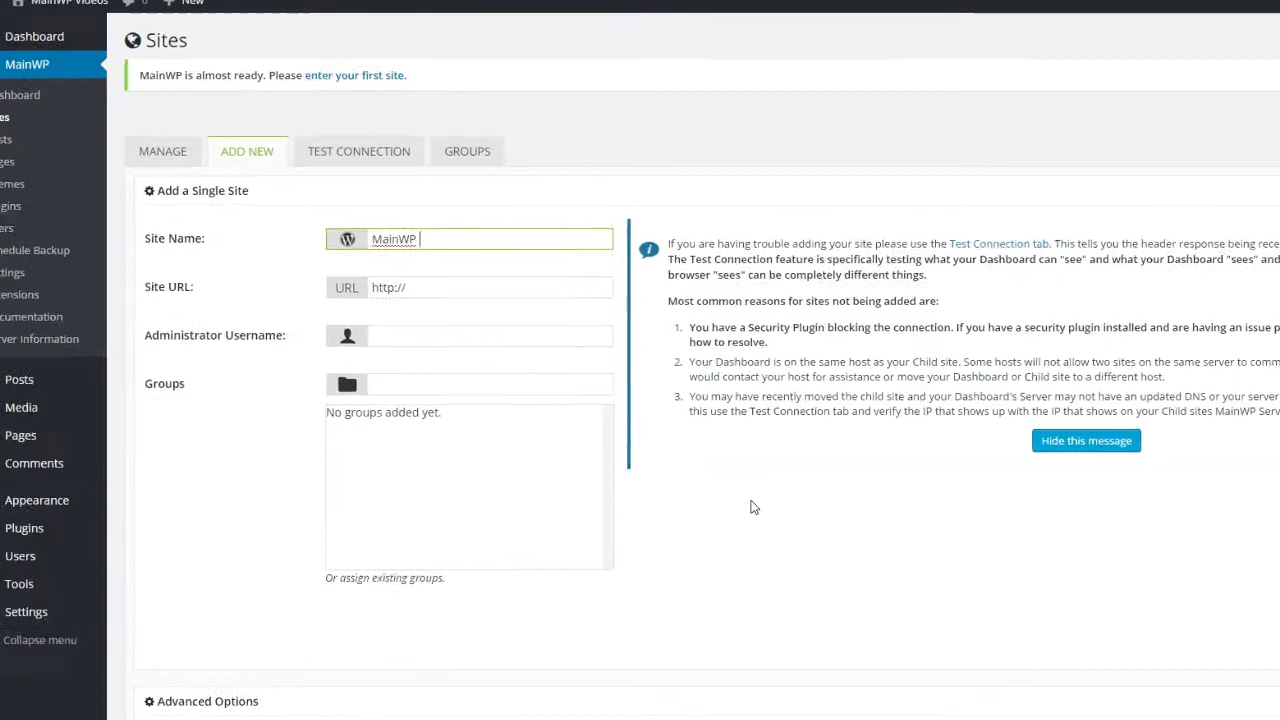 MainWP Videos 0 New
Dashboard
MainWP
shboard
es
sts
ges
emes
gins
ers
hedule Backup
ttings
tensions
cumentation
rver Information
Posts
Media
Pages
Comments
Appearance
Plugins
Users
Tools
Settings
Collapse menu
Sites
MainWP is almost ready. Please enter your first site.
MANAGE ADD NEW TEST CONNECTION GROUPS
Add a Single Site
Site Name: MainWP
Site URL: URL http://
Administrator Username:
Groups
No groups added yet.
Or assign existing groups.
If you are having trouble adding your site please use the Test Connection tab. This tells you the header response being rece
The Test Connection feature is specifically testing what your Dashboard can "see" and what your Dashboard "sees" and
browser "sees" can be completely different things.
Most common reasons for sites not being added are:
1. You have a Security Plugin blocking the connection. If you have a security plugin installed and are having an issue p
how to resolve.
2. Your Dashboard is on the same host as your Child site. Some hosts will not allow two sites on the same server to comm
would contact your host for assistance or move your Dashboard or Child site to a different host.
3. You may have recently moved the child site and your Dashboard's Server may not have an updated DNS or your server
this use the Test Connection tab and verify the IP that shows up with the IP that shows on your Child sites MainWP Serv
Hide this message
Advanced Options